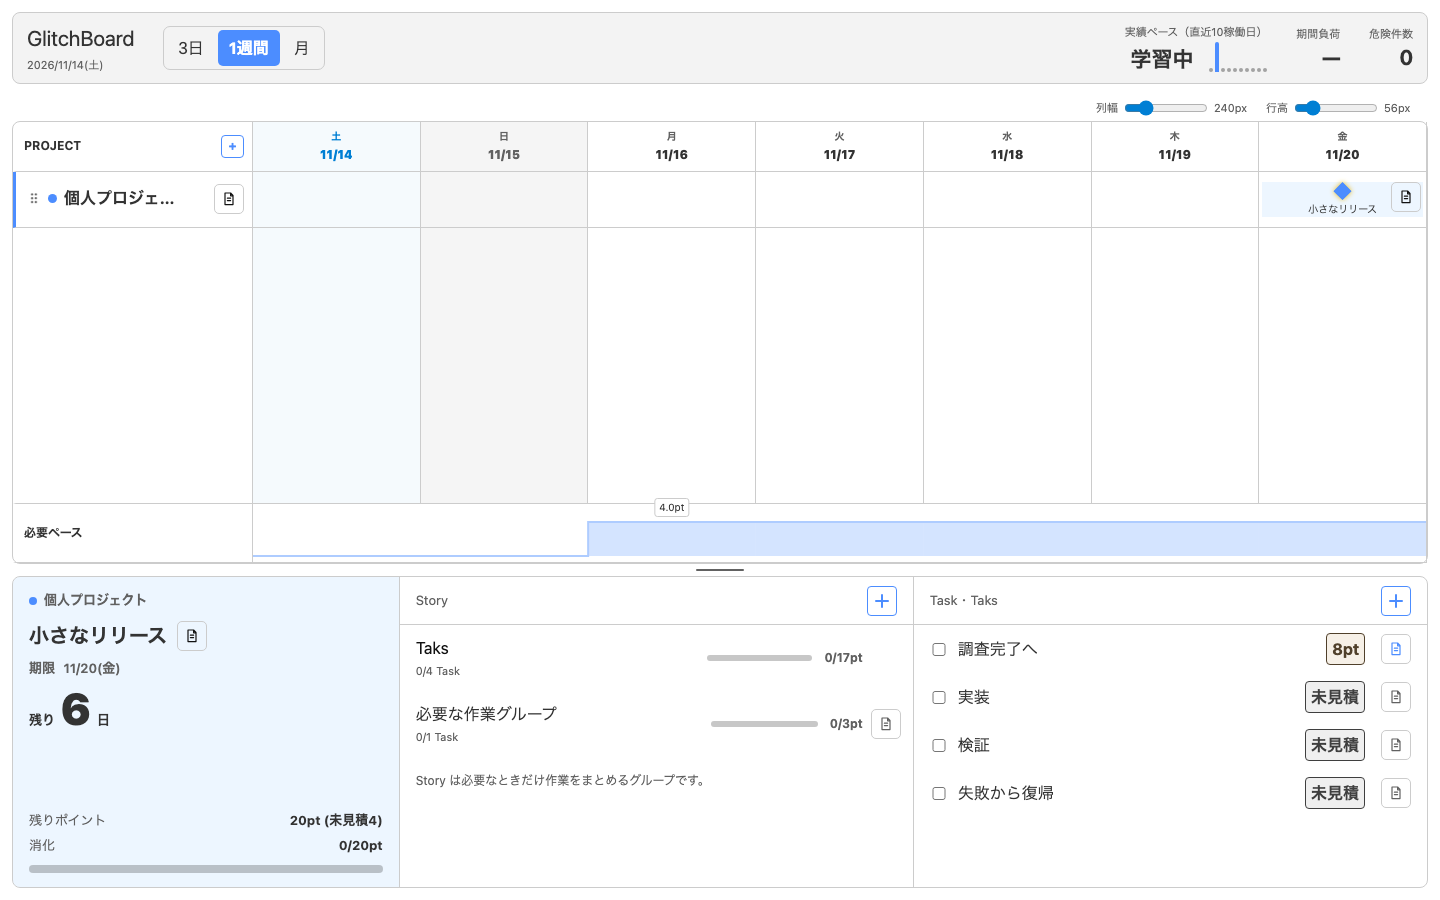 GlitchBoard
2026/11/14(土)
3日 1週間 月
実績ペース（直近10稼働日）
学習中
期間負荷
—
危険件数
0
列幅 240px 行高 56px
PROJECT
土
11/14
日
11/15
月
11/16
火
11/17
水
11/18
木
11/19
金
11/20
個人プロジェ...
小さなリリース
必要ペース
4.0pt
個人プロジェクト
小さなリリース
期限 11/20(金)
残り 6 日
残りポイント 20pt (未見積4)
消化 0/20pt
Story
Taks
0/4 Task
0/17pt
必要な作業グループ
0/1 Task
0/3pt
Story は必要なときだけ作業をまとめるグループです。
Task・Taks
調査完了へ 8pt
実装 未見積
検証 未見積
失敗から復帰 未見積